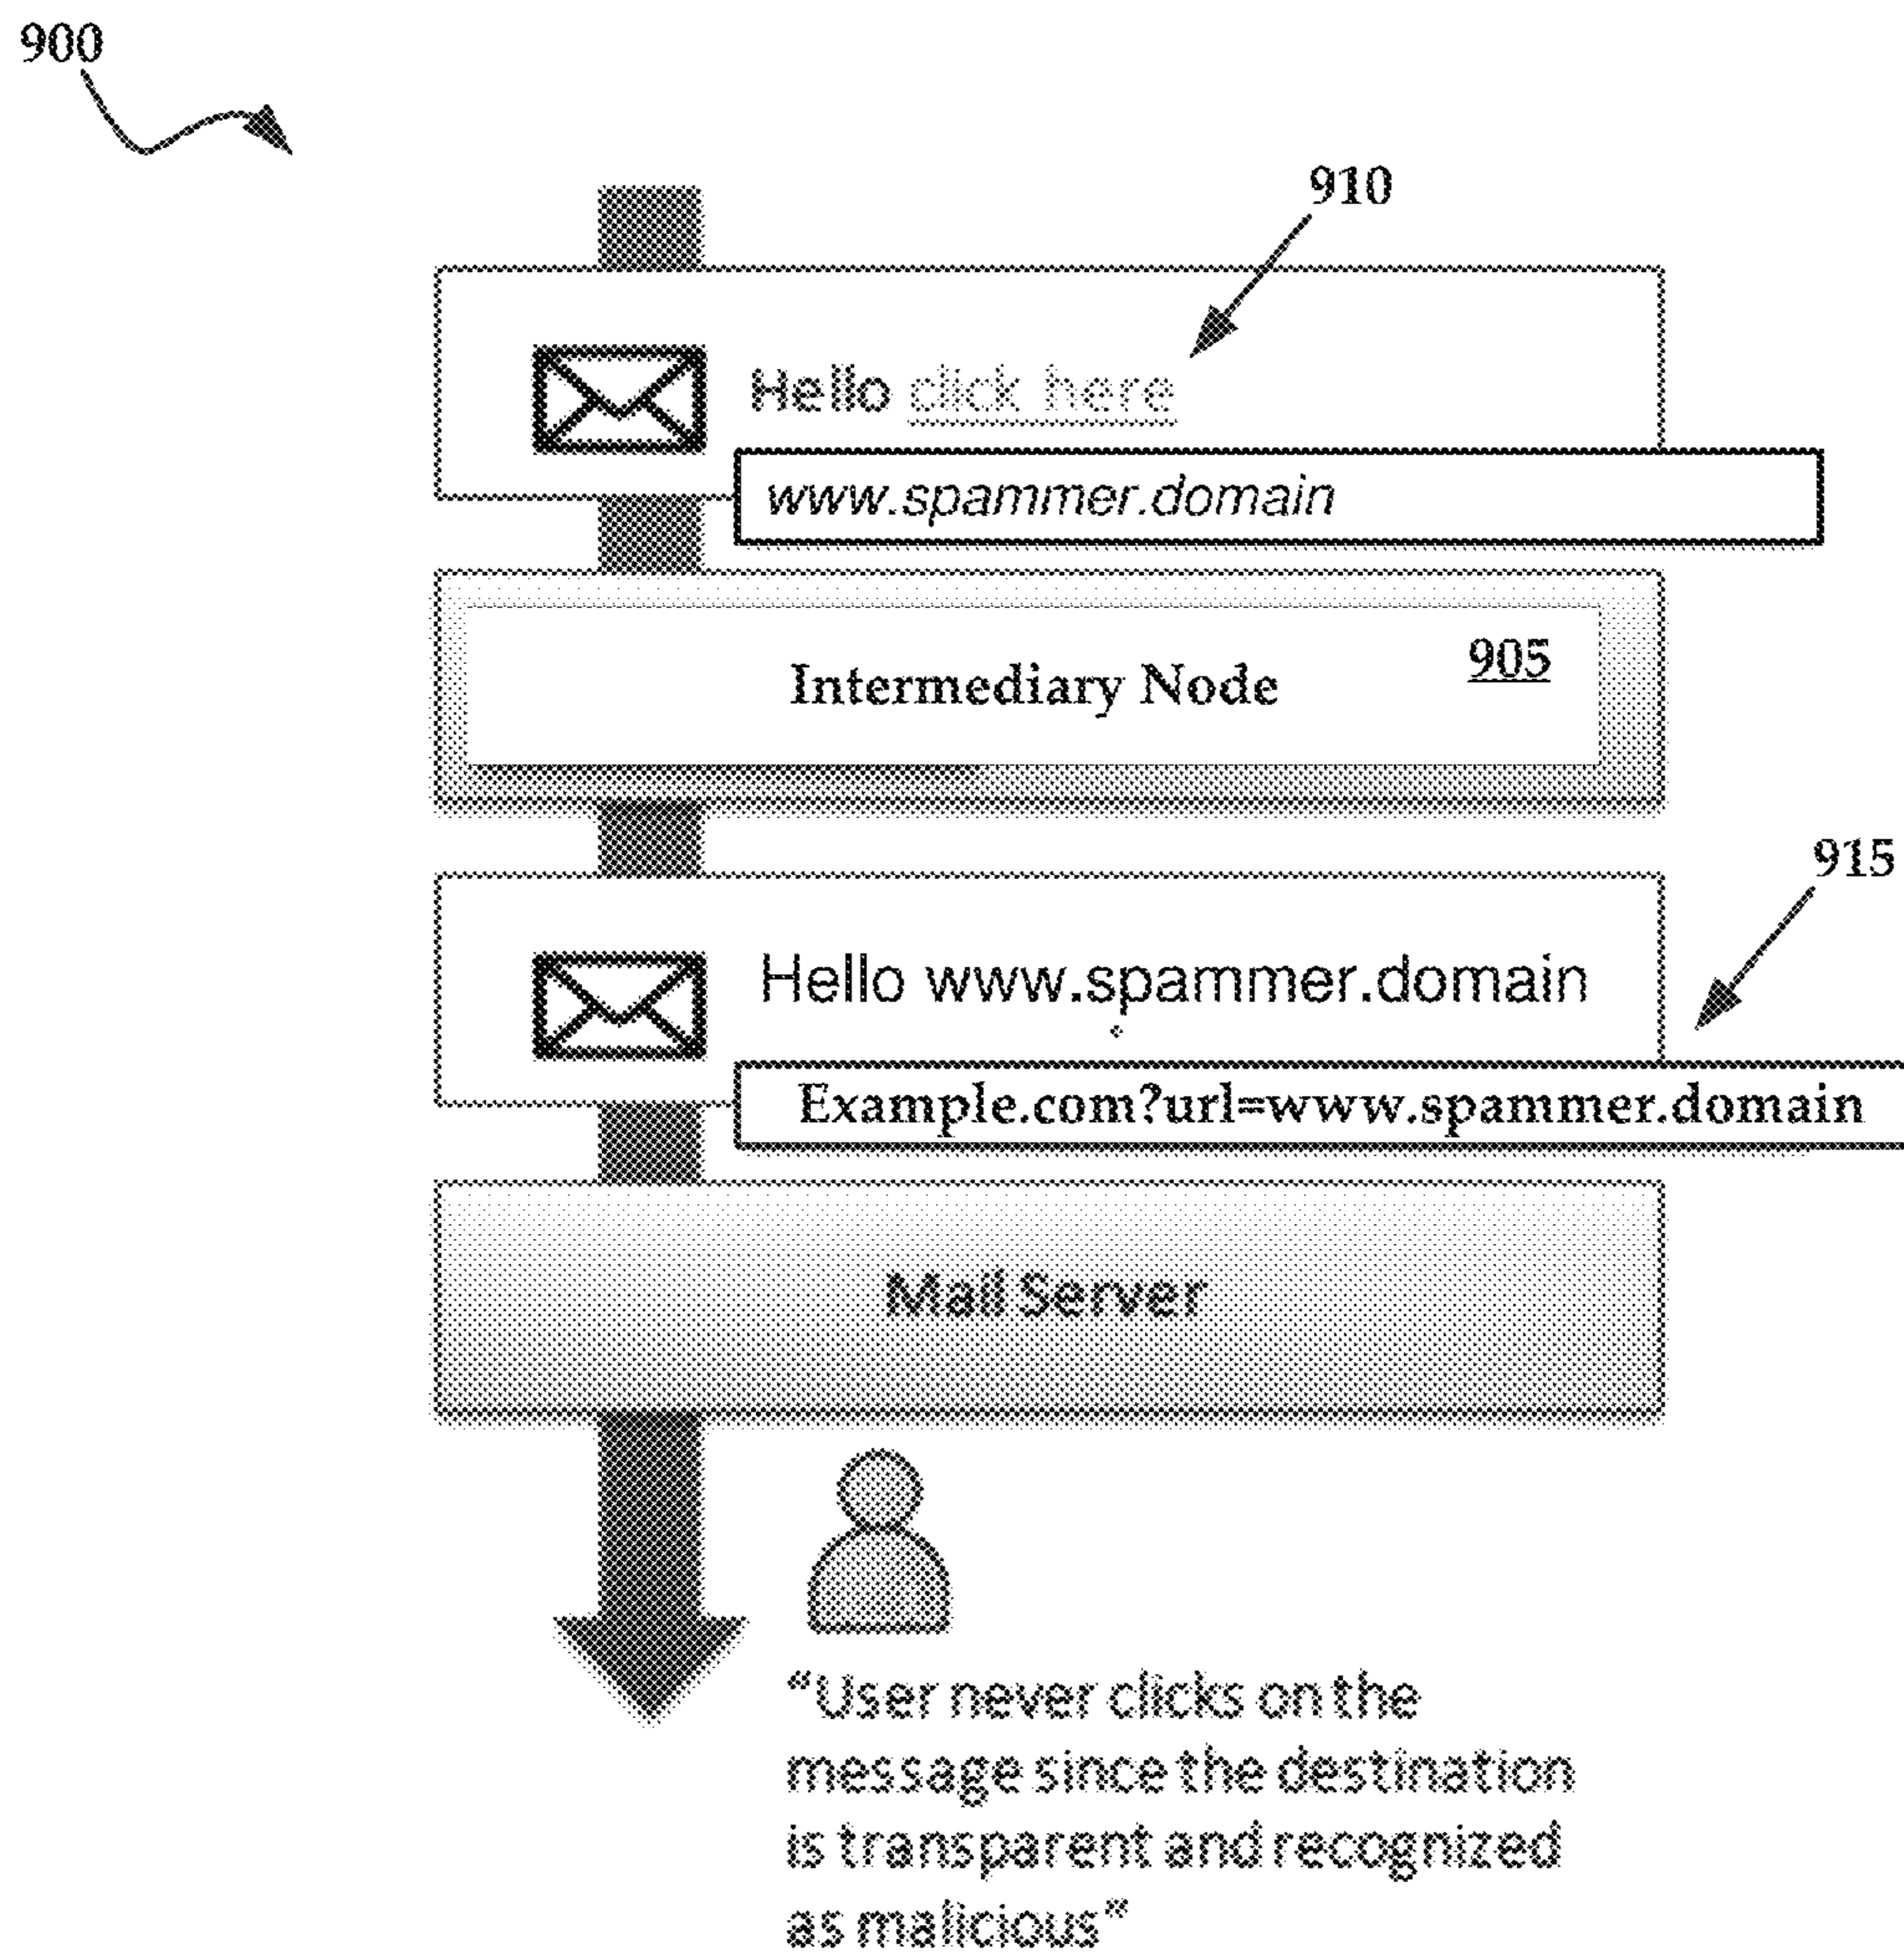 900
910
Hello click here
www.spammer.domain
Intermediary Node
905
915
Hello www.spammer.domain
Example.com?url=www.spammer.domain
Mail Server
“User never clicks on the
message since the destination
is transparent and recognized
as malicious”